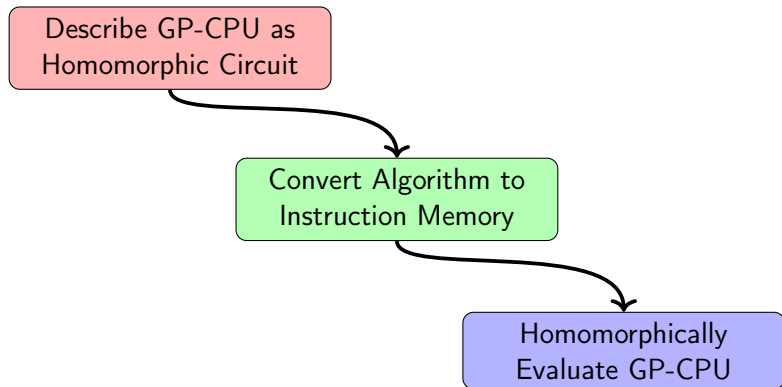 Describe GP-CPU as
Homomorphic Circuit
Convert Algorithm to
Instruction Memory
Homomorphically
Evaluate GP-CPU